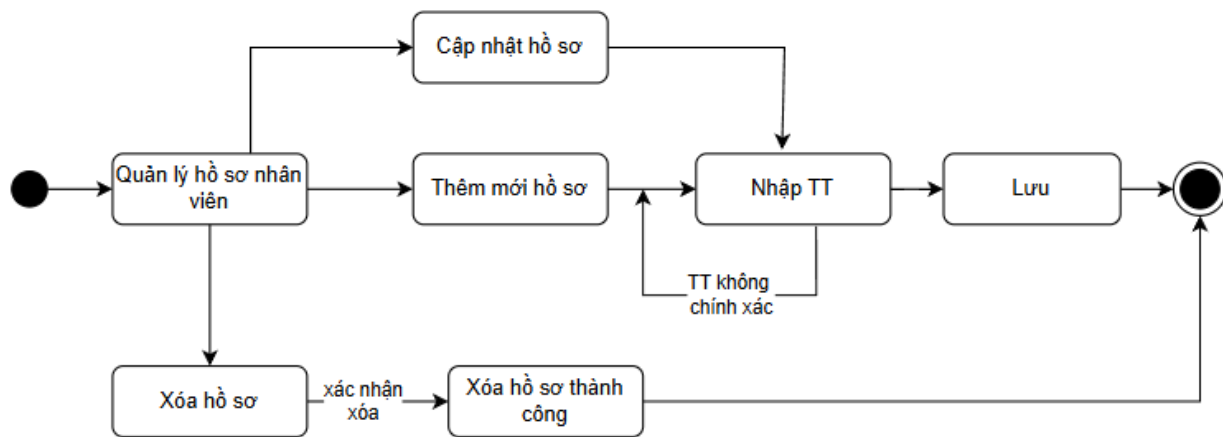 Cập nhật hồ sơ
Quản lý hồ sơ nhân
viên
Thêm mới hồ sơ
Nhập TT
Lưu
TT không
chính xác
Xóa hồ sơ
xác nhận
xóa
Xóa hồ sơ thành
công